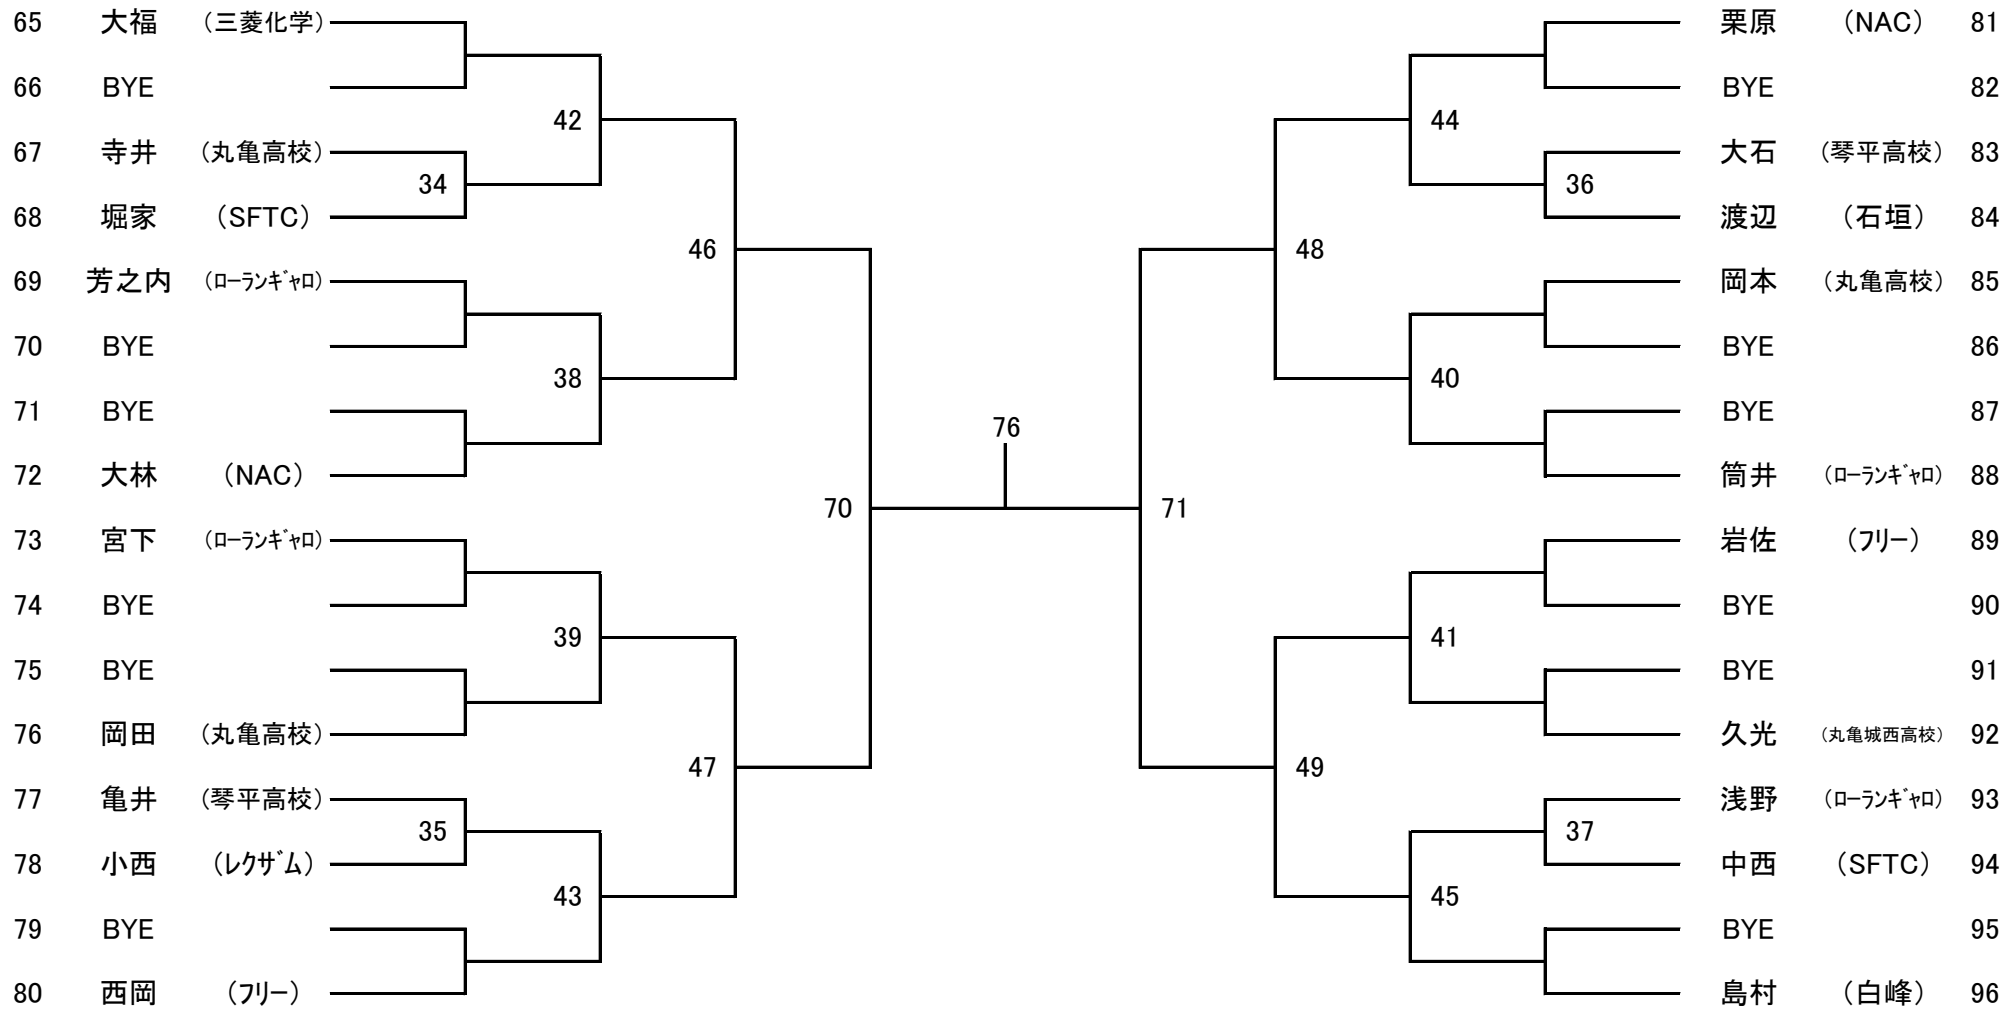 65 大福 （三菱化学） 栗原 （NAC） 81
66 BYE BYE 82
42 44
67 寺井 （丸亀高校） 大石 （琴平高校） 83
34 36
68 堀家 （SFTC） 渡辺 （石垣） 84
46 48
69 芳之内 （ﾛｰﾗﾝｷﾞｬﾛ） 岡本 （丸亀高校） 85
70 BYE BYE 86
38 40
71 BYE BYE 87
76
72 大林 （NAC） 筒井 （ﾛｰﾗﾝｷﾞｬﾛ） 88
70 71
73 宮下 （ﾛｰﾗﾝｷﾞｬﾛ） 岩佐 （ﾌﾘｰ） 89
74 BYE BYE 90
39 41
75 BYE BYE 91
76 岡田 （丸亀高校） 久光 （丸亀城西高校） 92
47 49
77 亀井 （琴平高校） 浅野 （ﾛｰﾗﾝｷﾞｬﾛ） 93
35 37
78 小西 （ﾚｸｻﾞﾑ） 中西 （SFTC） 94
43 45
79 BYE BYE 95
80 西岡 （ﾌﾘｰ） 島村 （白峰） 96